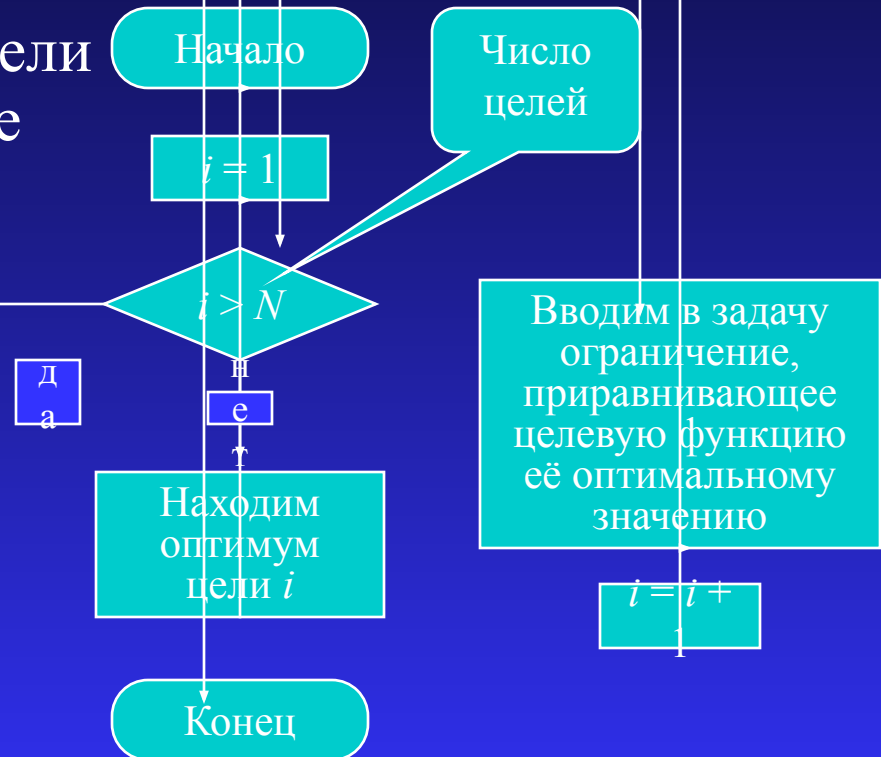 ели
е
Начало
Число
целей
i = 1
i > N
д
а
н
е
т
Находим
оптимум
цели i
Вводим в задачу
ограничение,
приравнивающее
целевую функцию
её оптимальному
значению
i = i +
1
Конец